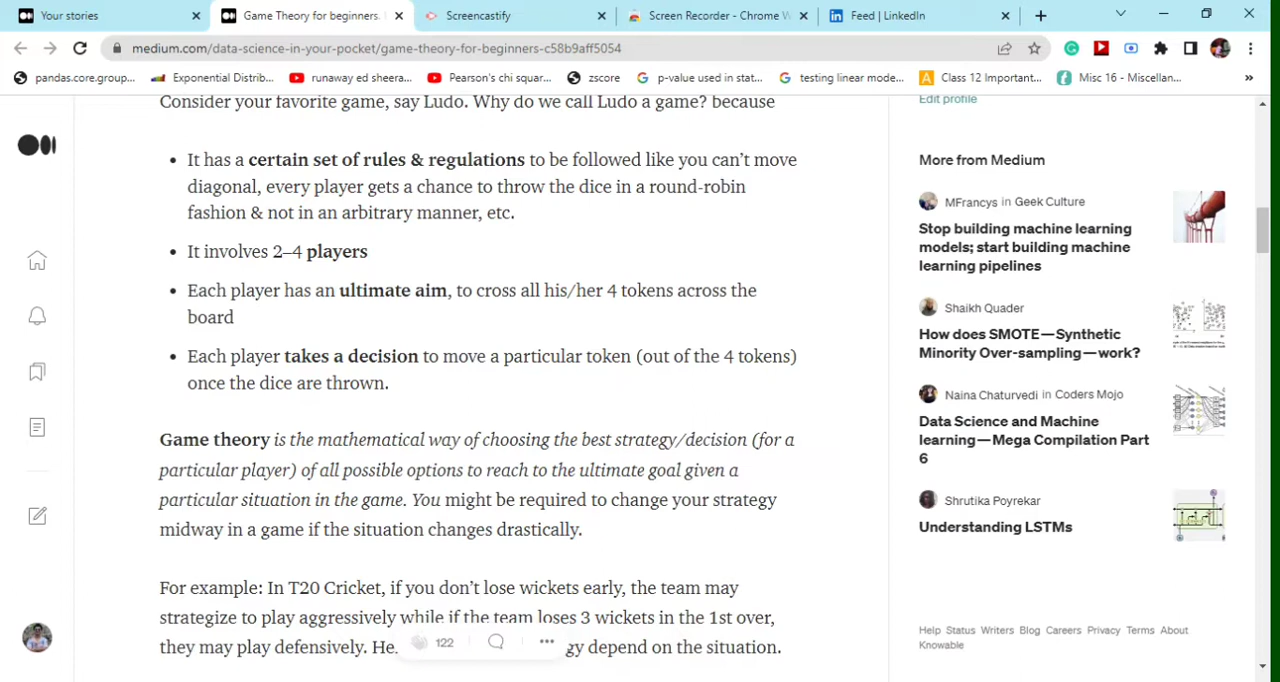 Your stories
Game Theory for beginners.
Screencastify
Screen Recorder - Chrome W
Feed | LinkedIn
medium.com/data-science-in-your-pocket/game-theory-for-beginners-c58b9aff5054
pandas.core.group...
Exponential Distrib...
runaway ed sheera...
Pearson's chi squar...
zscore
p-value used in stat...
testing linear mode...
Class 12 Important...
Misc 16 - Miscellan...
»
Consider your favorite game, say Ludo. Why do we call Ludo a game? because
• It has a certain set of rules & regulations to be followed like you can't move
diagonal, every player gets a chance to throw the dice in a round-robin
fashion & not in an arbitrary manner, etc.
• It involves 2–4 players
• Each player has an ultimate aim, to cross all his/her 4 tokens across the
board
• Each player takes a decision to move a particular token (out of the 4 tokens)
once the dice are thrown.
Game theory is the mathematical way of choosing the best strategy/decision (for a
particular player) of all possible options to reach to the ultimate goal given a
particular situation in the game. You might be required to change your strategy
midway in a game if the situation changes drastically.
For example: In T20 Cricket, if you don't lose wickets early, the team may
strategize to play aggressively while if the team loses 3 wickets in the 1st over,
they may play defensively. He
gy depend on the situation.
122
Edit profile
More from Medium
MFrancys in Geek Culture
Stop building machine learning
models; start building machine
learning pipelines
Shaikh Quader
How does SMOTE—Synthetic
Minority Over-sampling—work?
Naina Chaturvedi in Coders Mojo
Data Science and Machine
learning—Mega Compilation Part
6
Shrutika Poyrekar
Understanding LSTMs
Help Status Writers Blog Careers Privacy Terms About
Knowable